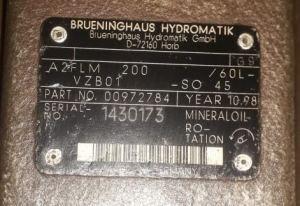 BRUENINGHAUS HYDROMATIK
Brueninghaus Hydromatik GmbH
D-72160 Horb
A2FLM 200 /60L-
VZB01 -SO 45
PART NO. 00972784 YEAR 10.98
SERIAL- NO. 1430173 MINERALOIL-
RO-
TATION
GERMANY